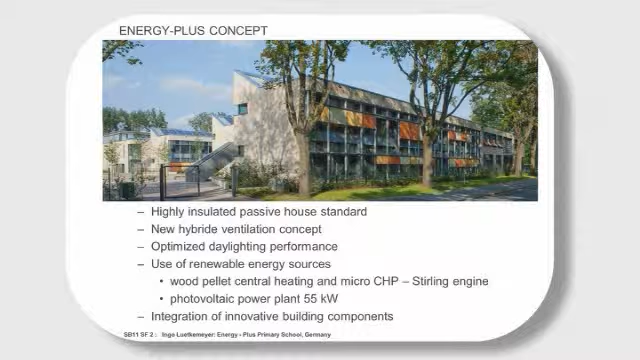 ENERGY-PLUS CONCEPT
– Highly insulated passive house standard
– New hybride ventilation concept
– Optimized daylighting performance
– Use of renewable energy sources
• wood pellet central heating and micro CHP – Stirling engine
• photovoltaic power plant 55 kW
– Integration of innovative building components
SB11 SF 2 : Ingo Luetkemeyer: Energy - Plus Primary School, Germany